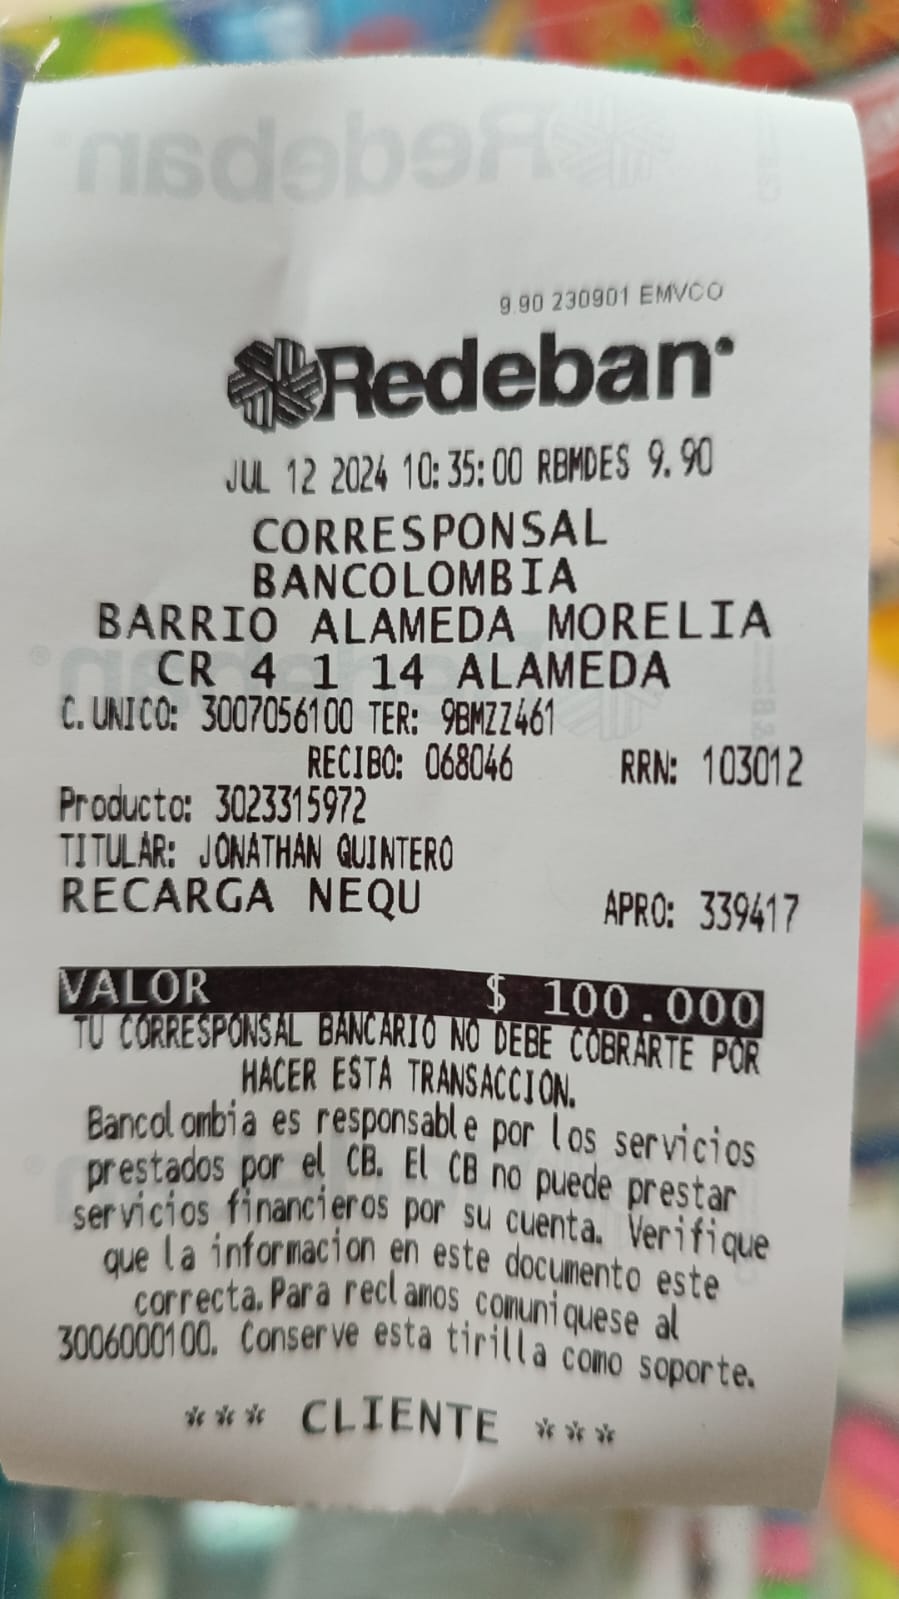 9.90 230901 EMVCO
Redeban
JUL 12 2024 10:35:00 RBMDES 9.90
CORRESPONSAL
BANCOLOMBIA
BARRIO ALAMEDA MORELIA
CR 4 1 14 ALAMEDA
C.UNICO: 3007056100 TER: 9BMZZ461
RECIBO: 068046 RRN: 103012
Producto: 3023315972
TITULAR: JONATHAN QUINTERO
RECARGA NEQU APRO: 339417
VALOR $ 100.000
TU CORRESPONSAL BANCARIO NO DEBE COBRARTE POR
HACER ESTA TRANSACCION.
Bancolombia es responsable por los servicios
prestados por el CB. El CB no puede prestar
servicios financieros por su cuenta. Verifique
que la informacion en este documento este
correcta.Para reclamos comuniquese al
3006000100. Conserve esta tirilla como soporte.
*** CLIENTE ***